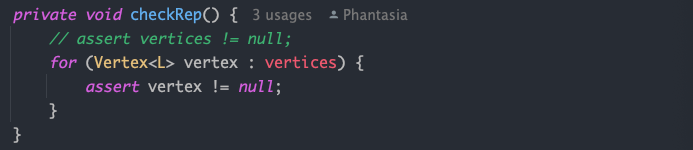 private void checkRep() { 3 usages Phantasia
// assert vertices != null;
for (Vertex<L> vertex : vertices) {
assert vertex != null;
}
}